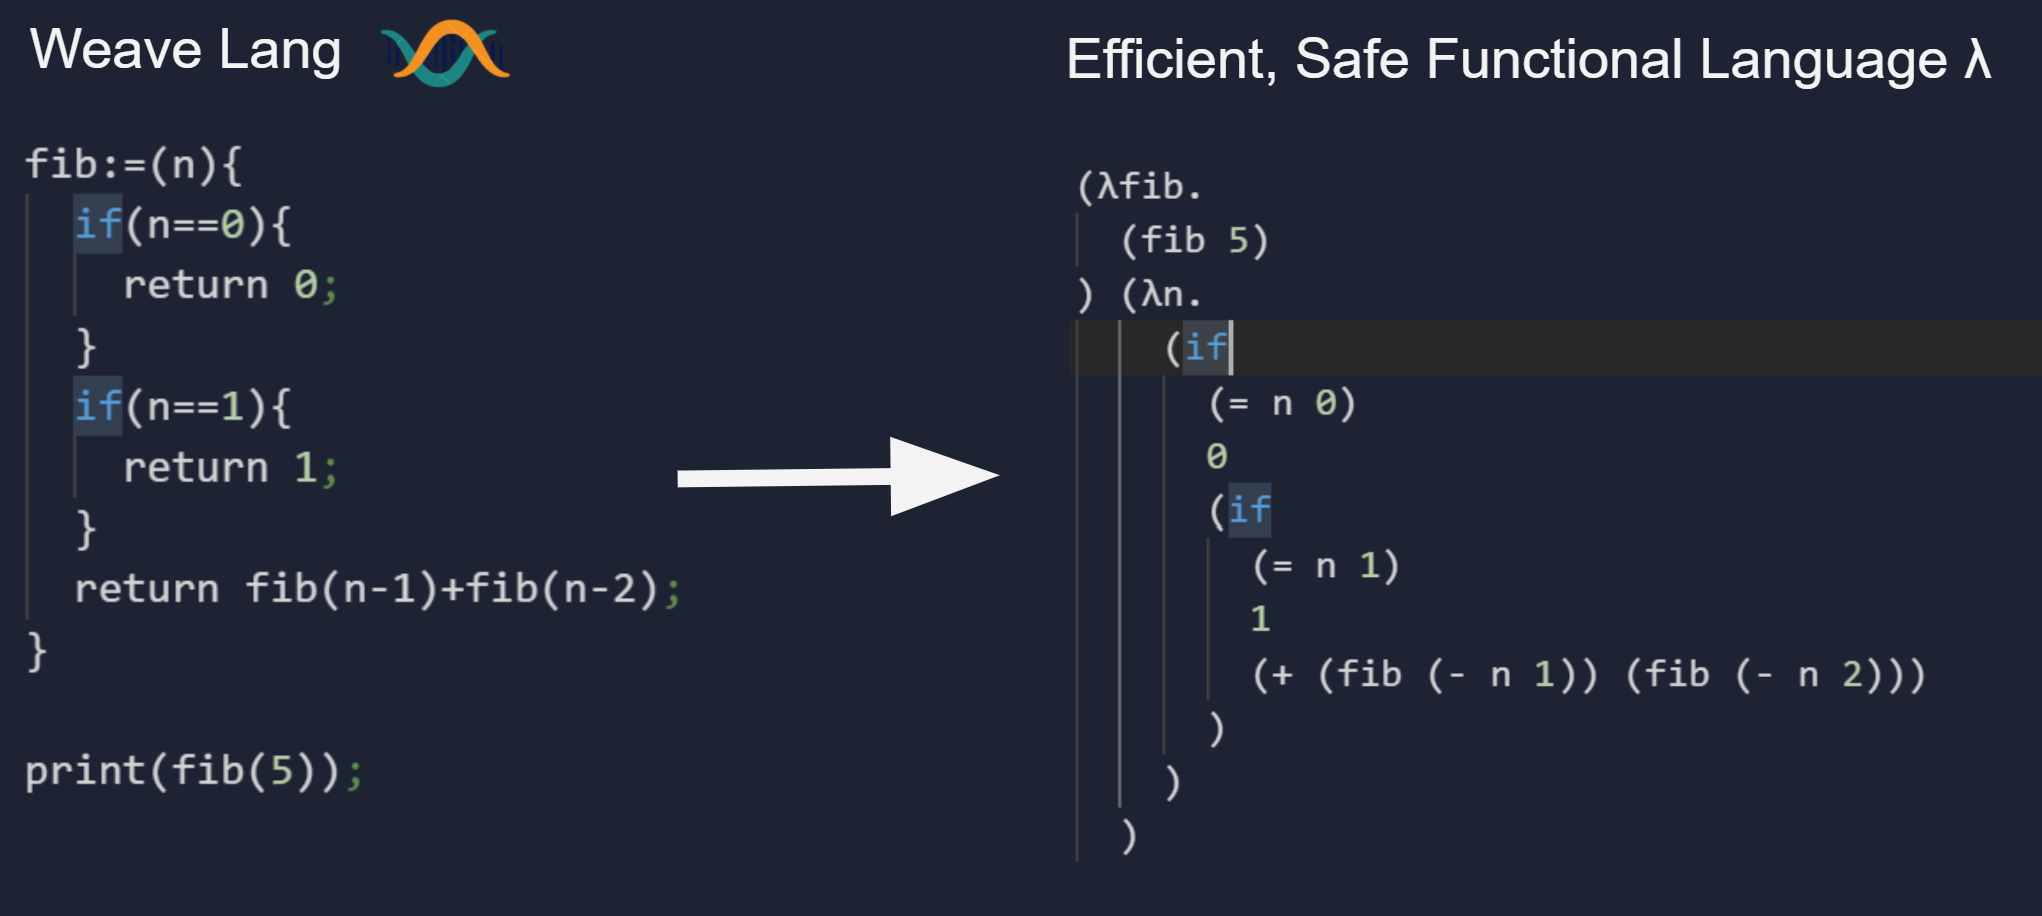 Weave Lang
fib:=(n){
if(n==0){
return 0;
}
if(n==1){
return 1;
}
return fib(n-1)+fib(n-2);
}
print(fib(5));
Efficient, Safe Functional Language λ
(λfib.
(fib 5)
) (λn.
(if
(= n 0)
0
(if
(= n 1)
1
(+ (fib (- n 1)) (fib (- n 2)))
)
)
)